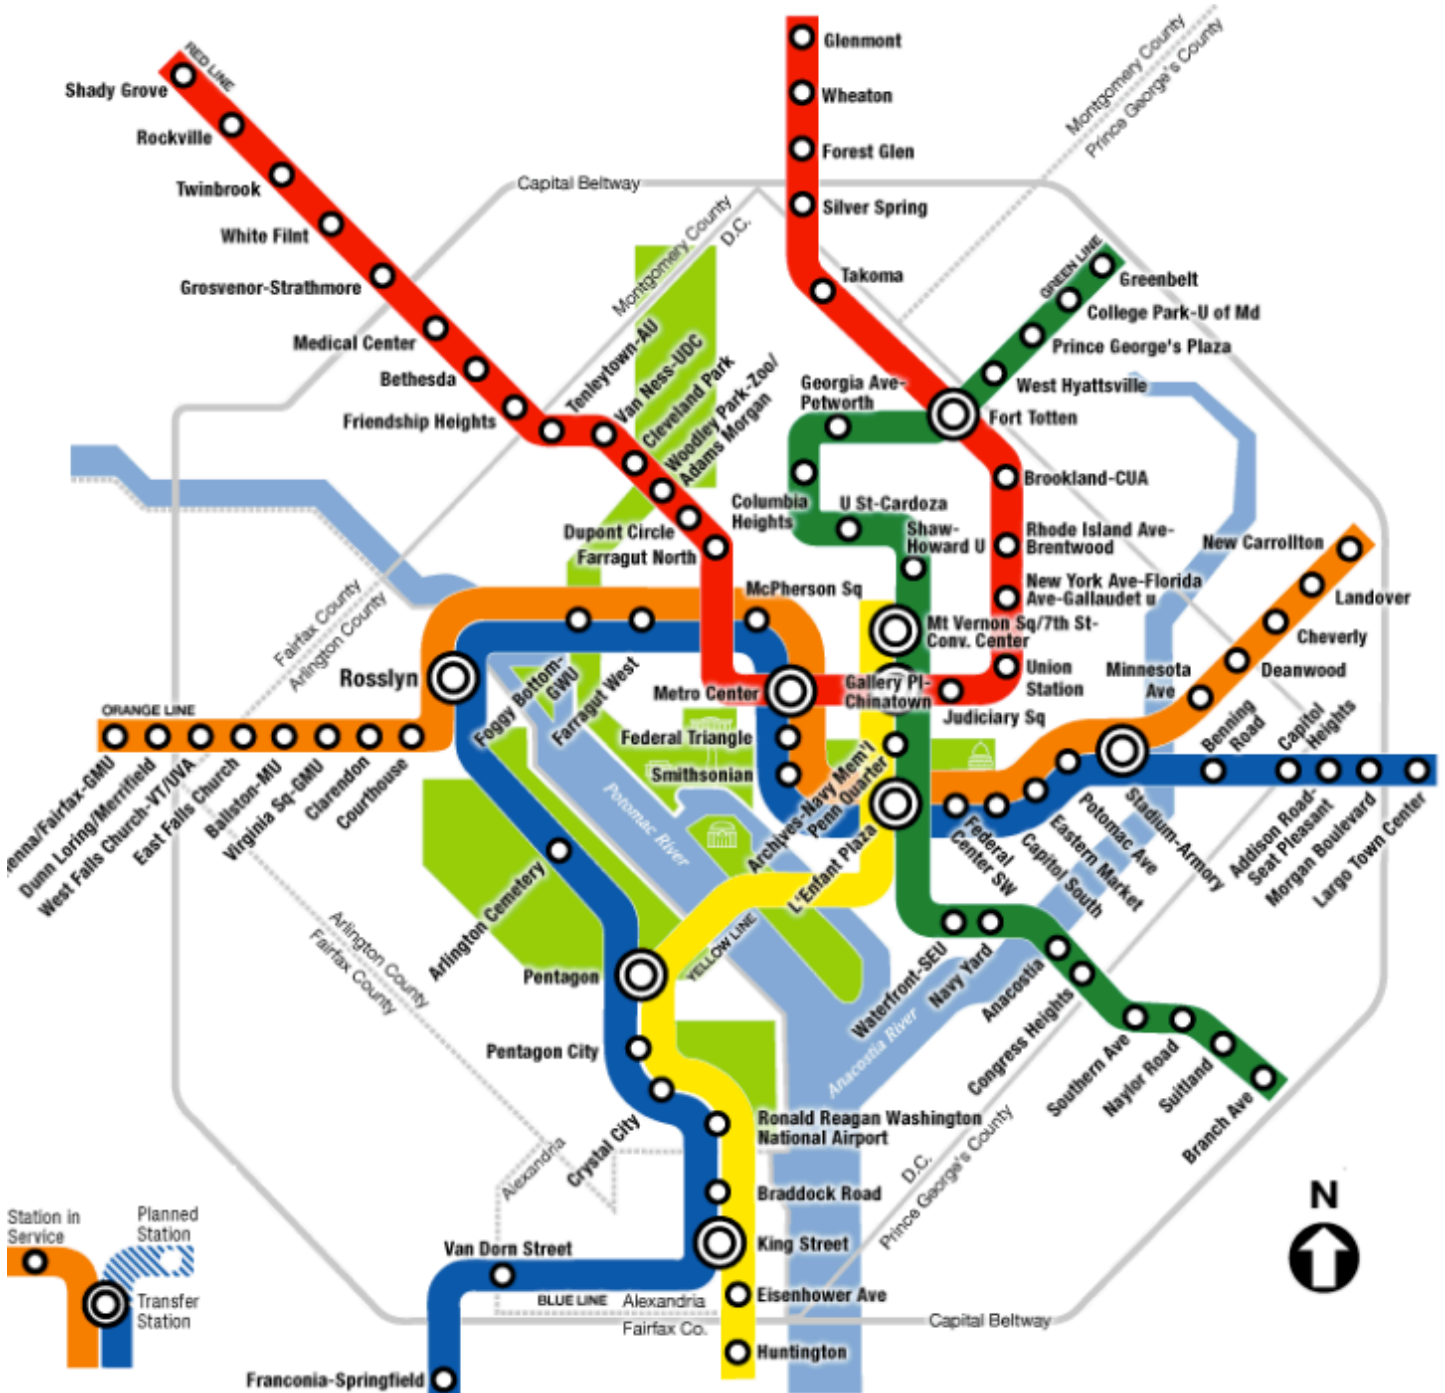 RED LINE
Shady Grove
Rockville
Twinbrook
White Filnt
Grosvenor-Strathmore
Medical Center
Bethesda
Friendship Heights
Tenleytown-AU
Van Ness-UDC
Cleveland Park
Woodley Park-Zoo/
Adams Morgan
Dupont Circle
Farragut North
Glenmont
Wheaton
Forest Glen
Silver Spring
Takoma
Capital Beltway
Montgomery County
D.C.
Montgomery County
Prince George's County
GREEN LINE
Greenbelt
College Park-U of Md
Prince George's Plaza
West Hyattsville
Georgia Ave-
Petworth
Fort Totten
Brookland-CUA
Columbia
Heights
U St-Cardoza
Shaw-
Howard U
Rhode Island Ave-
Brentwood
New York Ave-Florida
Ave-Gallaudet u
Mt Vernon Sq/7th St-
Conv. Center
Union
Station
McPherson Sq
Metro Center
Gallery Pl-
Chinatown
Judiciary Sq
New Carrollton
Landover
Cheverly
Deanwood
Minnesota
Ave
Benning
Road
Capitol
Heights
Fairfax County
Arlington County
Rosslyn
Foggy Bottom-
GWU
Farragut West
Federal Triangle
Smithsonian
ORANGE LINE
enna/Fairfax-GMU
Dunn Loring/Merrifield
West Falls Church-VT/UVA
East Falls Church
Ballston-MU
Virginia Sq-GMU
Clarendon
Courthouse
Potomac River
Archives-Navy Mem'l
Penn Quarter
L'Enfant Plaza
Federal
Center SW
Capitol South
Eastern Market
Potomac Ave
Stadium-Armory
Addison Road-
Seat Pleasant
Morgan Boulevard
Largo Town Center
Arlington Cemetery
Arlington County
Fairfax County
Pentagon
YELLOW LINE
Waterfront-SEU
Navy Yard
Anacostia
Congress Heights
Anacostia River
Southern Ave
Naylor Road
Suitland
Branch Ave
Pentagon City
Crystal City
Ronald Reagan Washington
National Airport
Alexandria
Braddock Road
D.C.
Prince George's County
King Street
Van Dorn Street
Eisenhower Ave
BLUE LINE
Alexandria
Fairfax Co.
Capital Beltway
Huntington
Franconia-Springfield
Station in
Service
Planned
Station
Transfer
Station
N